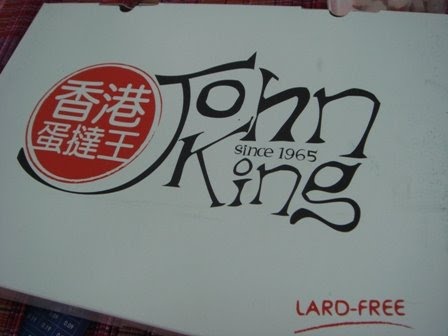 香港
蛋撻王
John
since 1965
King
LARD-FREE